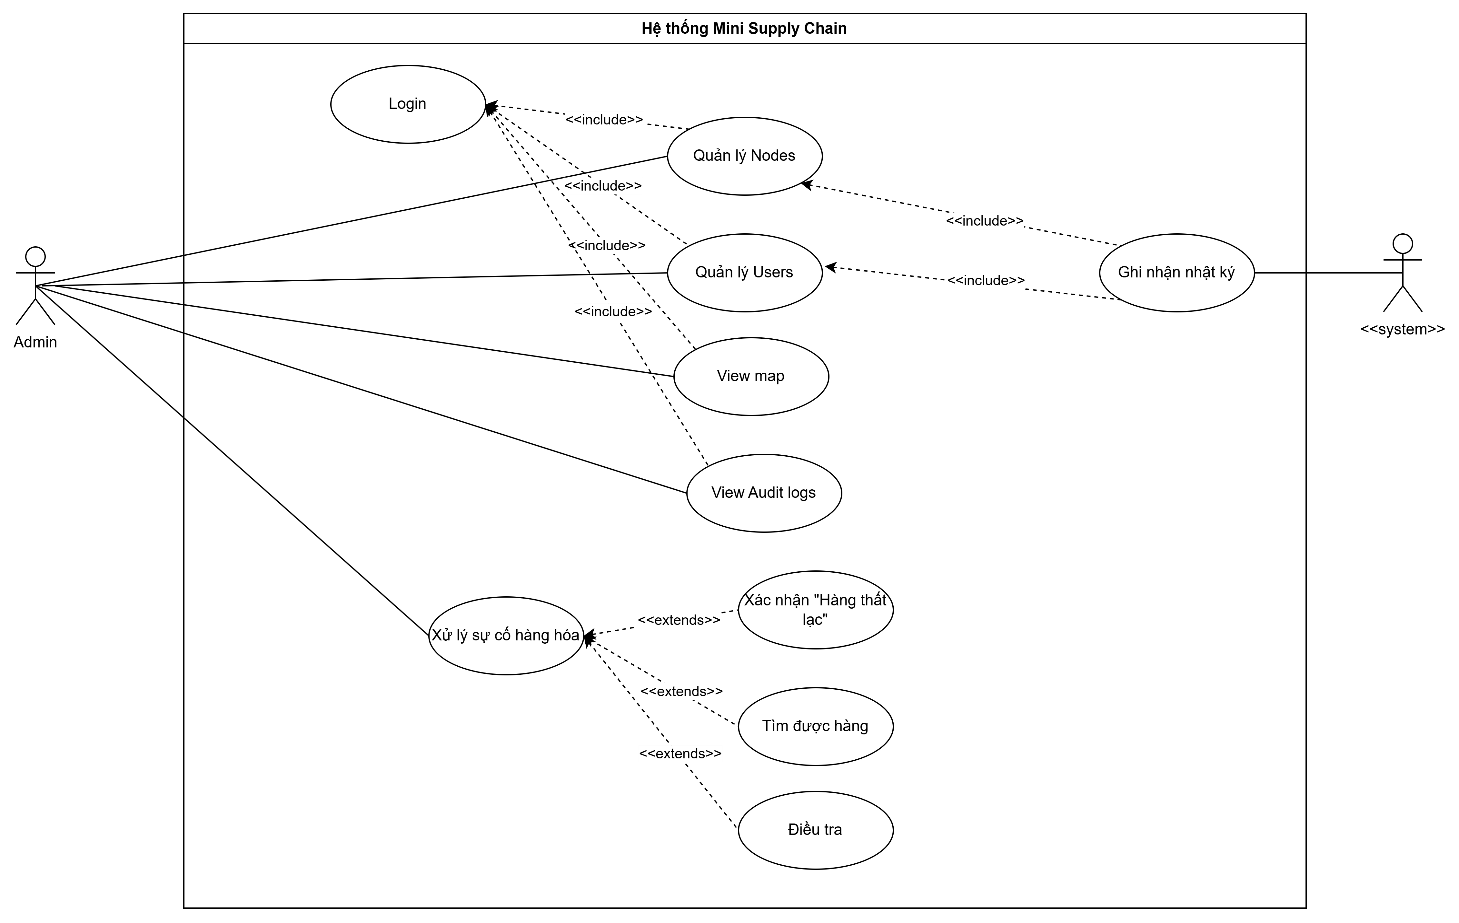 Hệ thống Mini Supply Chain
Login
<<include>>
Quản lý Nodes
<<include>>
<<include>>
Quản lý Users
<<include>>
Ghi nhận nhật ký
<<include>>
<<include>>
<<system>>
Admin
View map
View Audit logs
Xác nhận "Hàng thất
lạc"
<<extends>>
Xử lý sự cố hàng hóa
<<extends>>
Tìm được hàng
<<extends>>
Điều tra